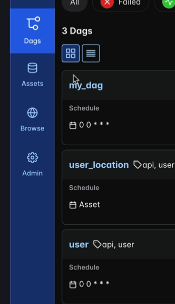 All
Failed
Dags
Assets
Browse
Admin
3 Dags
my_dag
Schedule
0 0 * * *
user_location api, user
Schedule
Asset
user api, user
Schedule
0 0 * * *